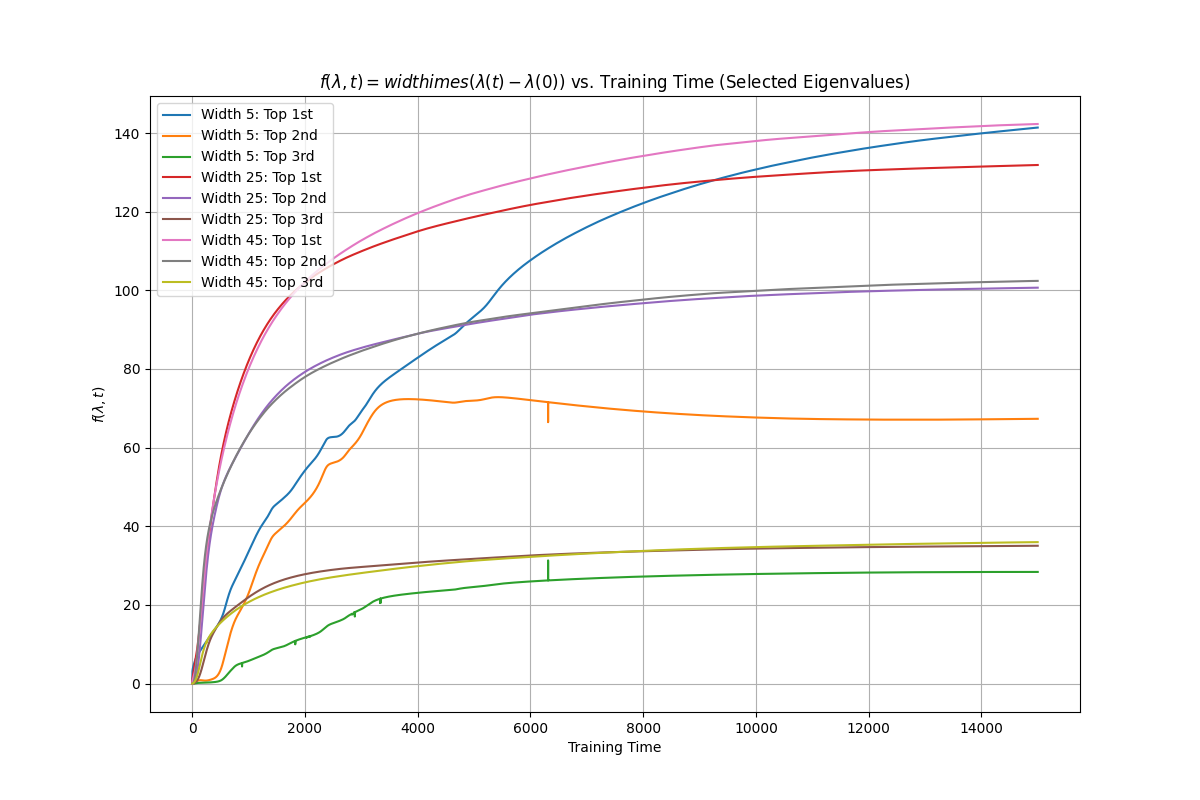 f(λ, t) = widthimes(λ(t) − λ(0)) vs. Training Time (Selected Eigenvalues)
Width 5: Top 1st
Width 5: Top 2nd
Width 5: Top 3rd
Width 25: Top 1st
Width 25: Top 2nd
Width 25: Top 3rd
Width 45: Top 1st
Width 45: Top 2nd
Width 45: Top 3rd
140
120
100
80
60
40
20
0
f(λ, t)
0 2000 4000 6000 8000 10000 12000 14000
Training Time